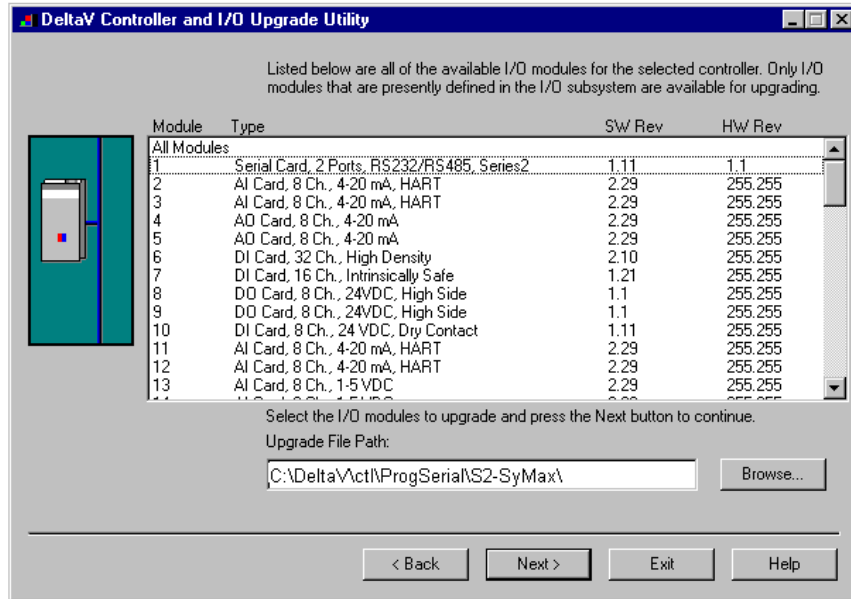 DeltaV Controller and I/O Upgrade Utility
Listed below are all of the available I/O modules for the selected controller. Only I/O
modules that are presently defined in the I/O subsystem are available for upgrading.
Module Type SW Rev HW Rev
All Modules
1 Serial Card, 2 Ports, RS232/RS485, Series2 1.11 1.1
2 AI Card, 8 Ch., 4-20 mA, HART 2.29 255.255
3 AI Card, 8 Ch., 4-20 mA, HART 2.29 255.255
4 AO Card, 8 Ch., 4-20 mA 2.29 255.255
5 AO Card, 8 Ch., 4-20 mA 2.29 255.255
6 DI Card, 32 Ch., High Density 2.10 255.255
7 DI Card, 16 Ch., Intrinsically Safe 1.21 255.255
8 DO Card, 8 Ch., 24VDC, High Side 1.1 255.255
9 DO Card, 8 Ch., 24VDC, High Side 1.1 255.255
10 DI Card, 8 Ch., 24 VDC, Dry Contact 1.11 255.255
11 AI Card, 8 Ch., 4-20 mA, HART 2.29 255.255
12 AI Card, 8 Ch., 4-20 mA, HART 2.29 255.255
13 AI Card, 8 Ch., 1-5 VDC 2.29 255.255
Select the I/O modules to upgrade and press the Next button to continue.
Upgrade File Path:
C:\DeltaV\ctl\ProgSerial\S2-SyMax\
Browse...
< Back
Next >
Exit
Help